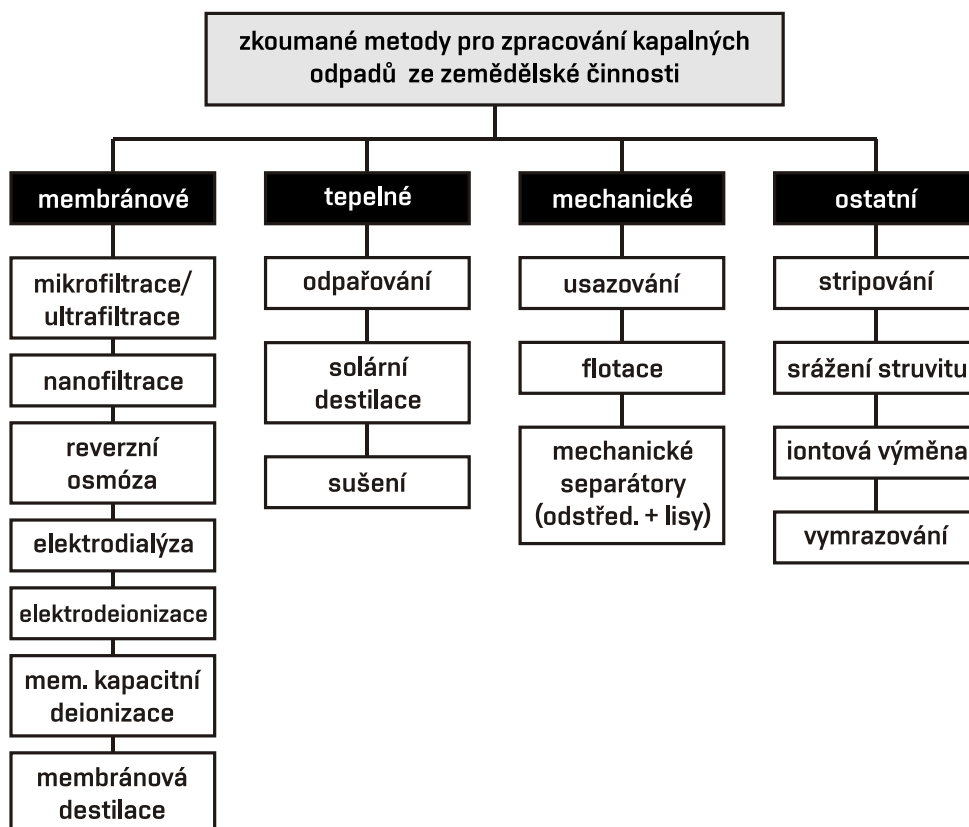 zkoumané metody pro zpracování kapalných
odpadů ze zemědělské činnosti
membránové
mikrofiltrace/
ultrafiltrace
nanofiltrace
reverzní
osmóza
elektrodialýza
elektrodeionizace
mem. kapacitní
deionizace
membránová
destilace
tepelné
odpařování
solární
destilace
sušení
mechanické
usazování
flotace
mechanické
separátory
(odstřed. + lisy)
ostatní
stripování
srážení struvitu
iontová výměna
vymrazování